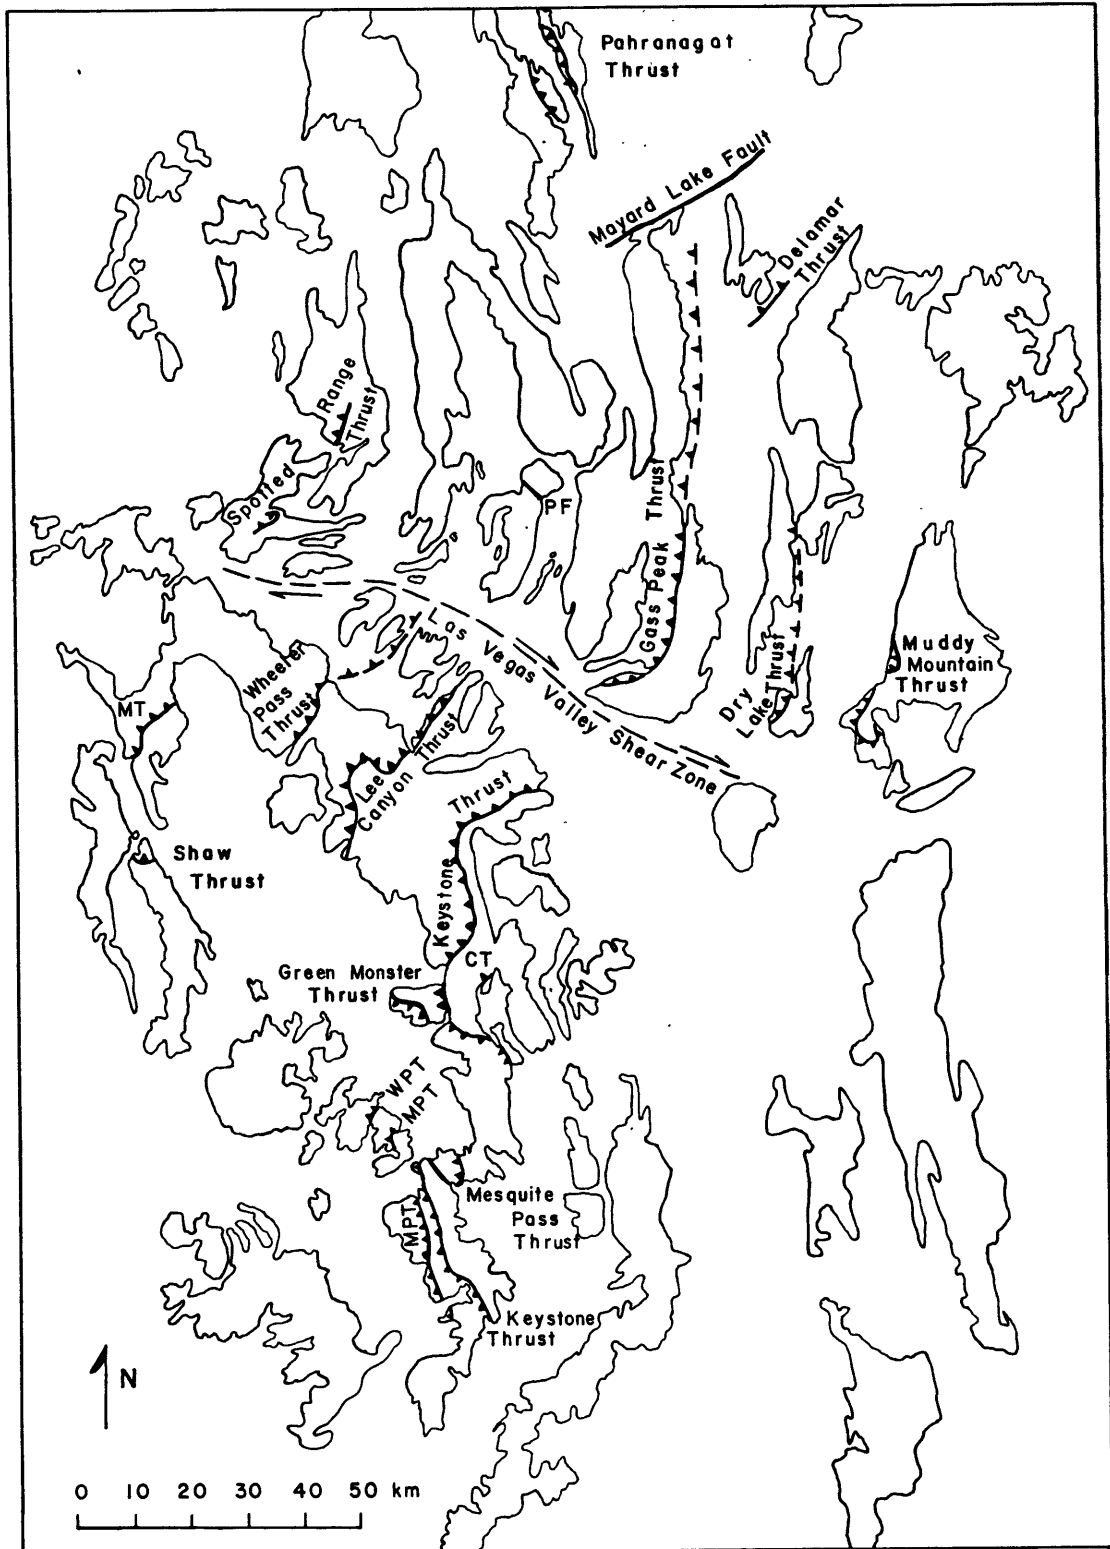 Pahranagat
Thrust
Mayard Lake Fault
Delamar
Thrust
Range
Thrust
Spotted
PF
Gass Peak Thrust
Las Vegas Valley Shear Zone
Wheeler
Pass
Thrust
MT
Dry
Lake Thrust
Muddy
Mountain
Thrust
Lee
Canyon Thrust
Thrust
Keystone
Shaw
Thrust
CT
Green Monster
Thrust
WPT
MPT
Mesquite
Pass
Thrust
MPT
Keystone
Thrust
N
0 10 20 30 40 50 km